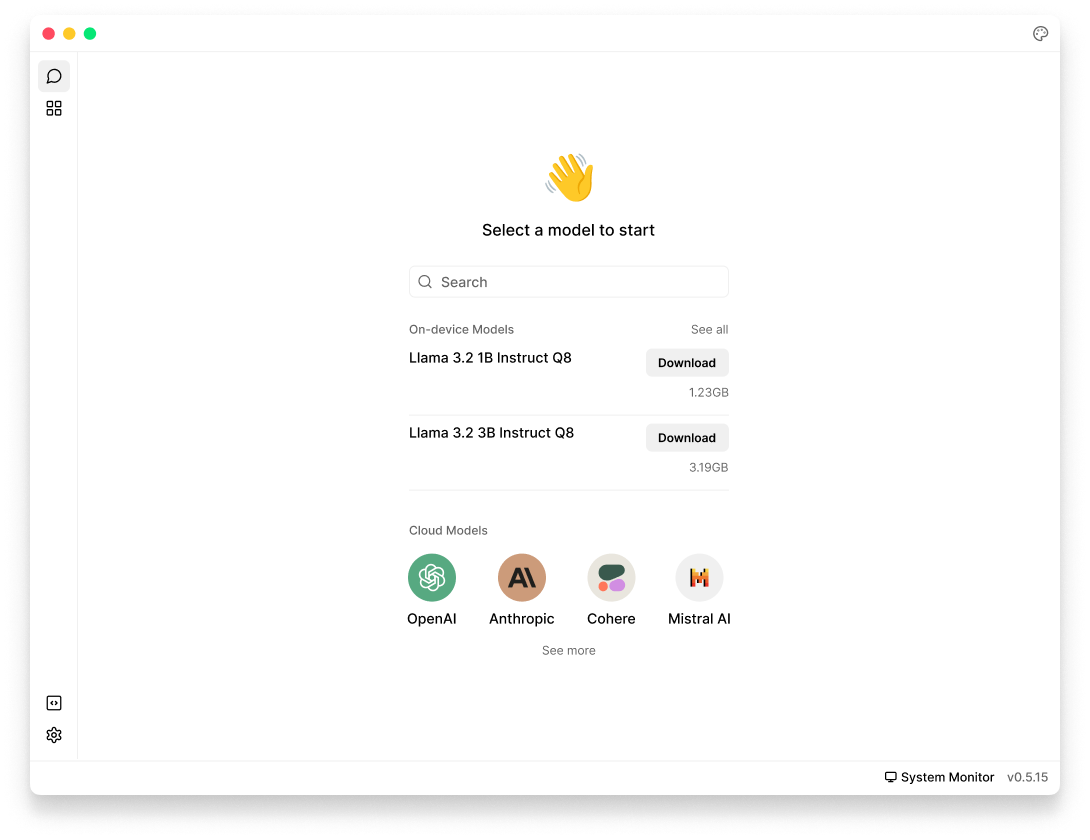 Select a model to start
Search
On-device Models See all
Llama 3.2 1B Instruct Q8 Download
1.23GB
Llama 3.2 3B Instruct Q8 Download
3.19GB
Cloud Models
OpenAI Anthropic Cohere Mistral AI
See more
System Monitor v0.5.15